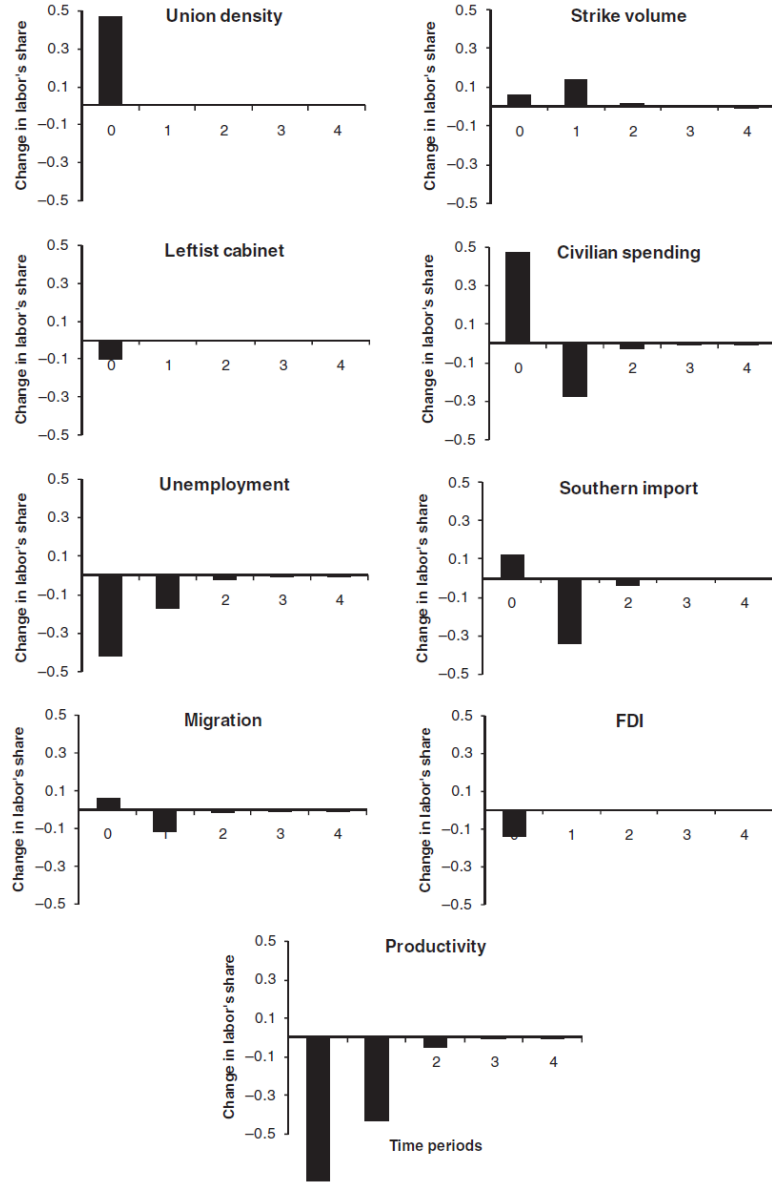 Union density
Change in labor's share
0.5
0.3
0.1
–0.1
–0.3
–0.5
0 1 2 3 4
Strike volume
Change in labor's share
0.5
0.3
0.1
–0.1
–0.3
–0.5
0 1 2 3 4
Leftist cabinet
Change in labor's share
0.5
0.3
0.1
–0.1
–0.3
–0.5
0 1 2 3 4
Civilian spending
Change in labor's share
0.5
0.3
0.1
–0.1
–0.3
–0.5
0 2 3 4
Unemployment
Change in labor's share
0.5
0.3
0.1
–0.1
–0.3
–0.5
2 3 4
Southern import
Change in labor's share
0.5
0.3
0.1
–0.1
–0.3
–0.5
0 2 3 4
Migration
Change in labor's share
0.5
0.3
0.1
–0.1
–0.3
–0.5
0 2 3 4
FDI
Change in labor's share
0.5
0.3
0.1
–0.1
–0.3
–0.5
0 1 2 3 4
Productivity
Change in labor's share
0.5
0.3
0.1
–0.1
–0.3
–0.5
2 3 4
Time periods